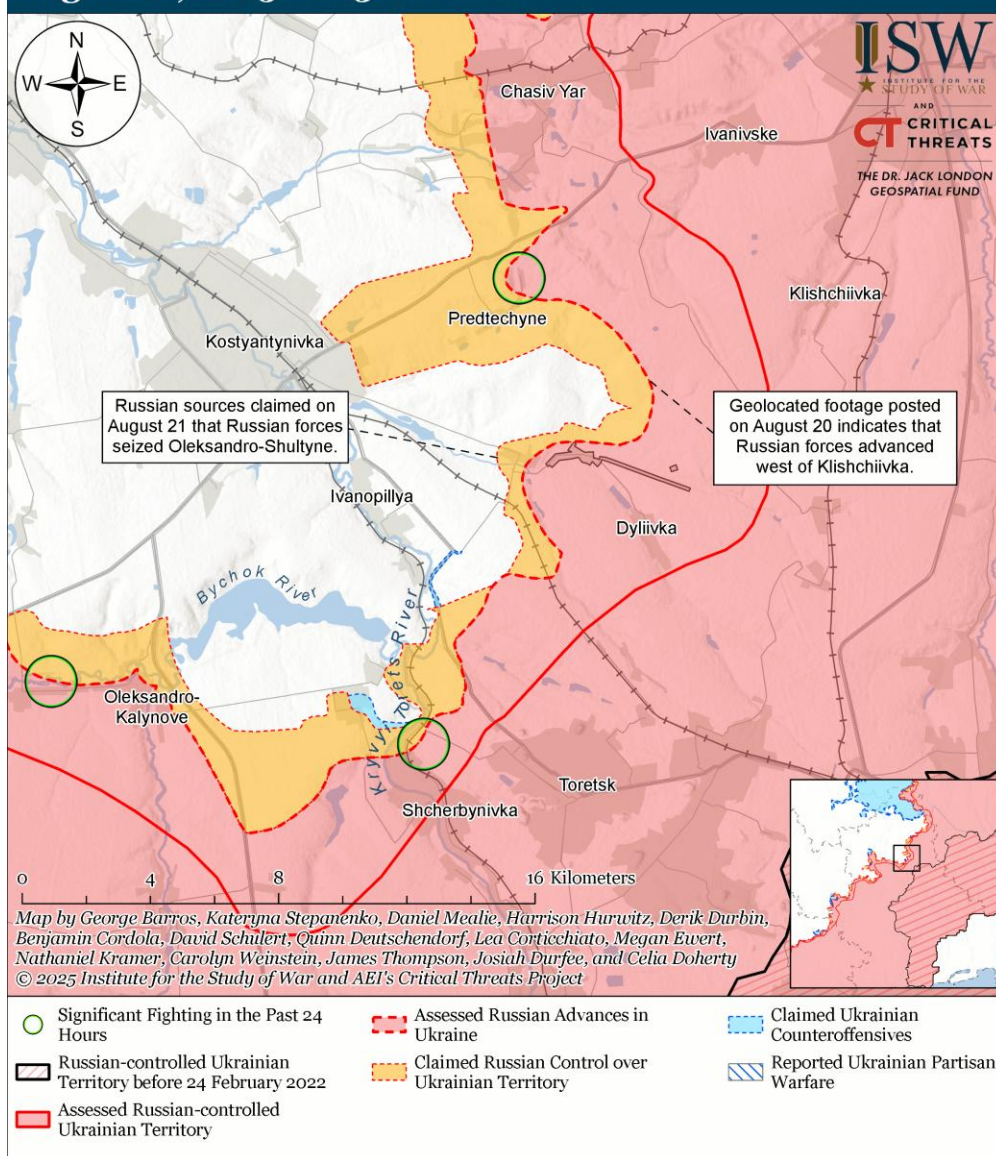 N
W E
S
ISW
INSTITUTE FOR THE
STUDY OF WAR
AND
CT CRITICAL
THREATS
THE DR. JACK LONDON
GEOSPATIAL FUND
Chasiv Yar
Ivanivske
Klishchiivka
Predtechyne
Kostyantynivka
Russian sources claimed on
August 21 that Russian forces
seized Oleksandro-Shultyne.
Geolocated footage posted
on August 20 indicates that
Russian forces advanced
west of Klishchiivka.
Ivanopillya
Dyliivka
Bychok River
Kryvyi Torets River
Oleksandro-
Kalynove
Toretsk
Shcherbynivka
0 4 8 16 Kilometers
Map by George Barros, Kateryna Stepanenko, Daniel Mealie, Harrison Hurwitz, Derik Durbin,
Benjamin Cordola, David Schulert, Quinn Deutschendorf, Lea Corticchiato, Megan Ewert,
Nathaniel Kramer, Carolyn Weinstein, James Thompson, Josiah Durfee, and Celia Doherty
© 2025 Institute for the Study of War and AEI's Critical Threats Project
Significant Fighting in the Past 24
Hours
Russian-controlled Ukrainian
Territory before 24 February 2022
Assessed Russian-controlled
Ukrainian Territory
Assessed Russian Advances in
Ukraine
Claimed Russian Control over
Ukrainian Territory
Claimed Ukrainian
Counteroffensives
Reported Ukrainian Partisan
Warfare